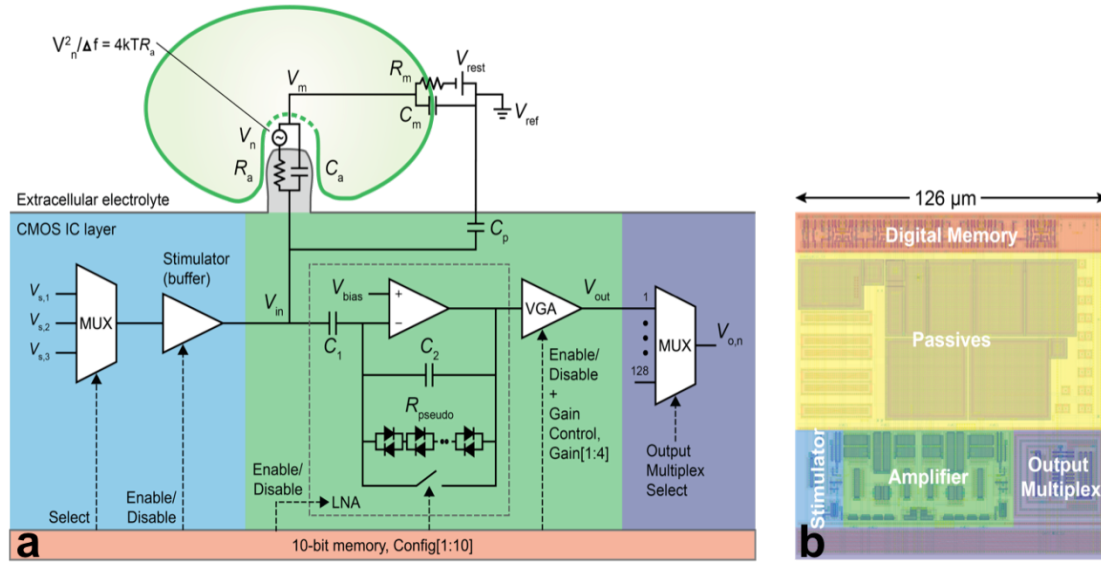 V²n/Δf = 4kTRa
Vm
Rm
Vrest
Cm
Vref
Vn
Ra
Ca
Extracellular electrolyte
CMOS IC layer
Cp
Stimulator
(buffer)
Vs,1
Vs,2
Vs,3
MUX
Vin
Vbias
+
−
C1
C2
Rpseudo
VGA
Vout
1
128
MUX
Vo,n
Enable/
Disable
+
Gain
Control,
Gain[1:4]
Output
Multiplex
Select
Enable/
Disable
LNA
Enable/
Disable
Select
10-bit memory, Config[1:10]
a
126 μm
Digital Memory
Passives
Stimulator
Amplifier
Output
Multiplex
b